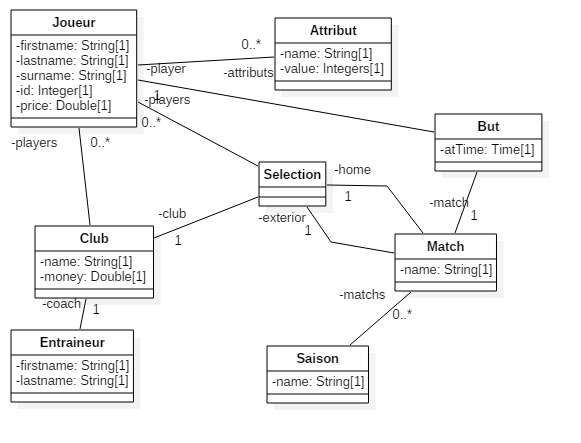 Joueur
-firstname: String[1]
-lastname: String[1]
-surname: String[1]
-id: Integer[1]
-price: Double[1]
Attribut
-name: String[1]
-value: Integers[1]
0..*
-player
-attributs
1
-players
0..*
But
-atTime: Time[1]
-players
0..*
Selection
-home
1
-match
1
-club
1
-exterior
1
Club
-name: String[1]
-money: Double[1]
Match
-name: String[1]
-coach
1
-matchs
0..*
Entraineur
-firstname: String[1]
-lastname: String[1]
Saison
-name: String[1]